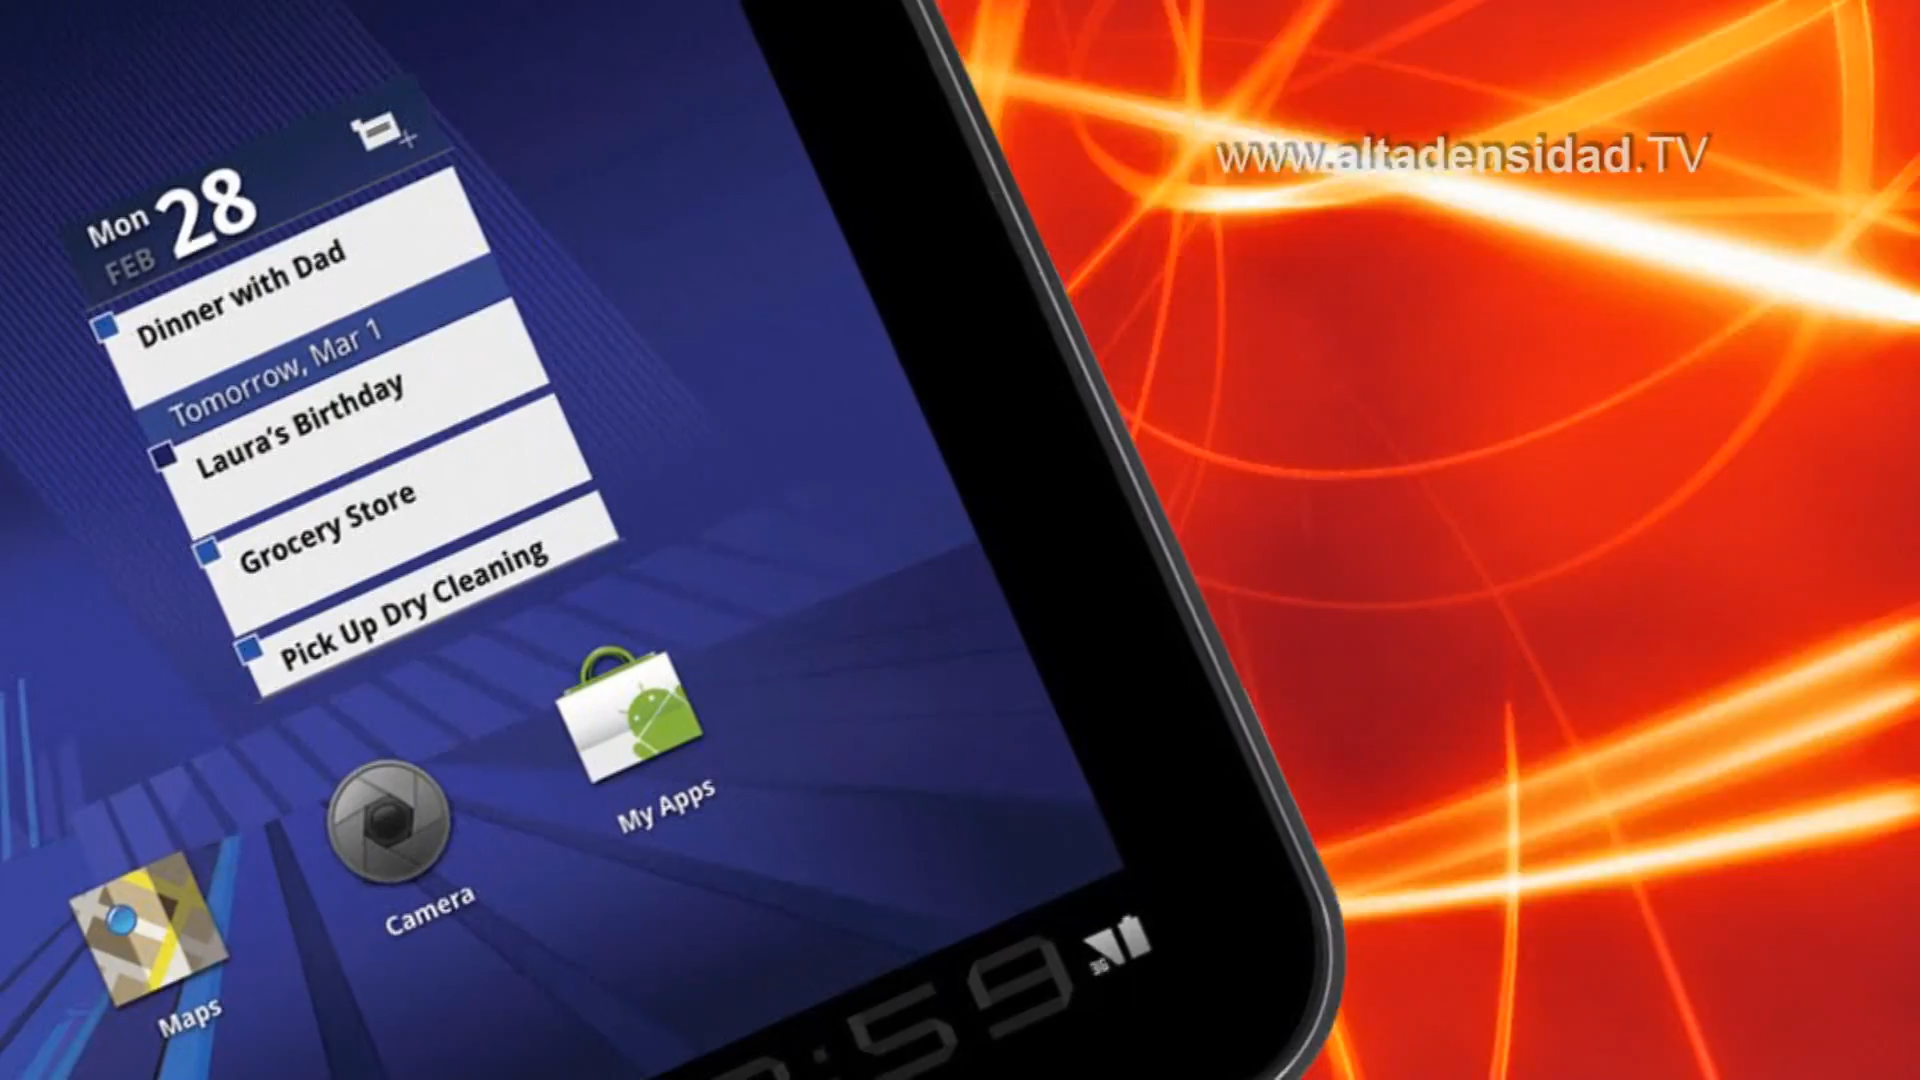 www.altadensidad.TV
Mon 28
FEB
Dinner with Dad
Tomorrow, Mar 1
Laura's Birthday
Grocery Store
Pick Up Dry Cleaning
My Apps
Camera
Maps
:59
3G